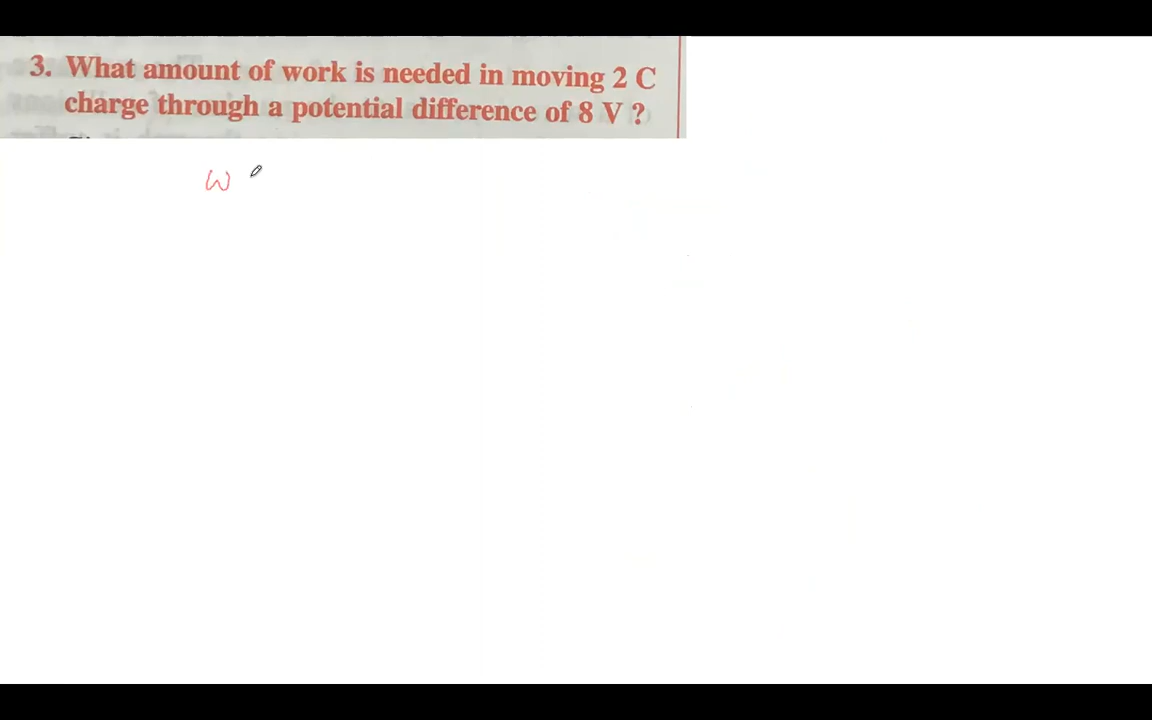 3. What amount of work is needed in moving 2 C
charge through a potential difference of 8 V ?
W